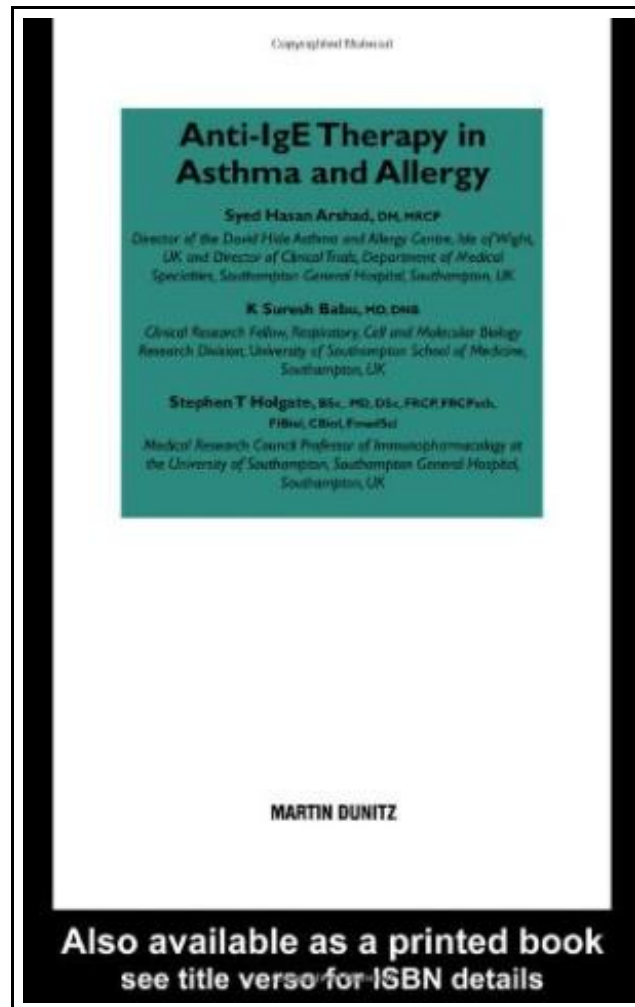 Copyrighted Material
Anti-IgE Therapy in
Asthma and Allergy
Syed Hasan Arshad, DM, MRCP
Director of the David Hide Asthma and Allergy Centre, Isle of Wight,
UK and Director of Clinical Trials, Department of Medical
Specialties, Southampton General Hospital, Southampton, UK
K Suresh Babu, MD, DNB
Clinical Research Fellow, Respiratory, Cell and Molecular Biology
Research Division, University of Southampton School of Medicine,
Southampton, UK
Stephen T Holgate, BSc, MD, DSc, FRCP, FRCPath,
FIBiol, CBiol, FmedSci
Medical Research Council Professor of Immunopharmacology at
the University of Southampton, Southampton General Hospital,
Southampton, UK
MARTIN DUNITZ
Also available as a printed book
see title verso for ISBN details